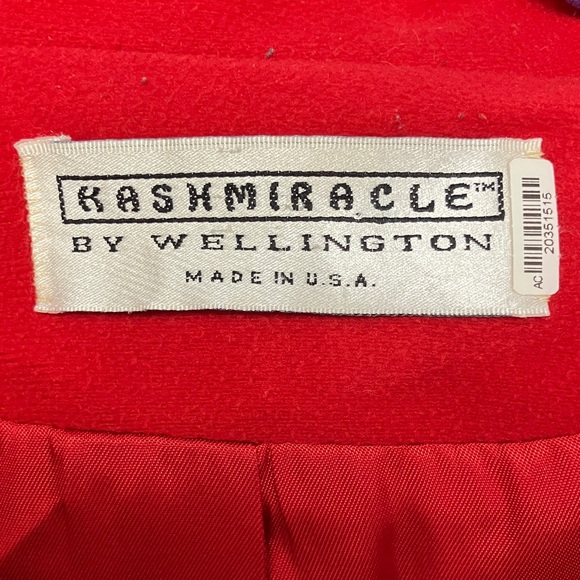 KASHMIRACLE™
BY WELLINGTON
MADE IN U.S.A.
AC 20351515